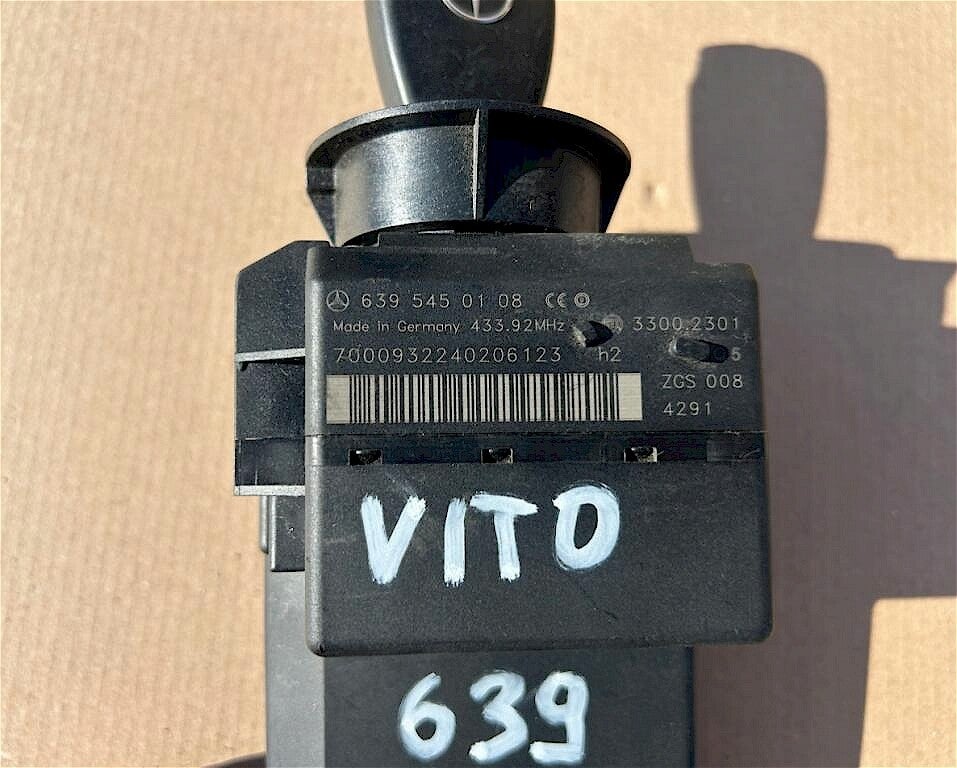 639 545 01 08 CE
Made in Germany 433.92MHz 3300.2301
7000932240206123 h2 5
ZGS 008
4291
VITO
639